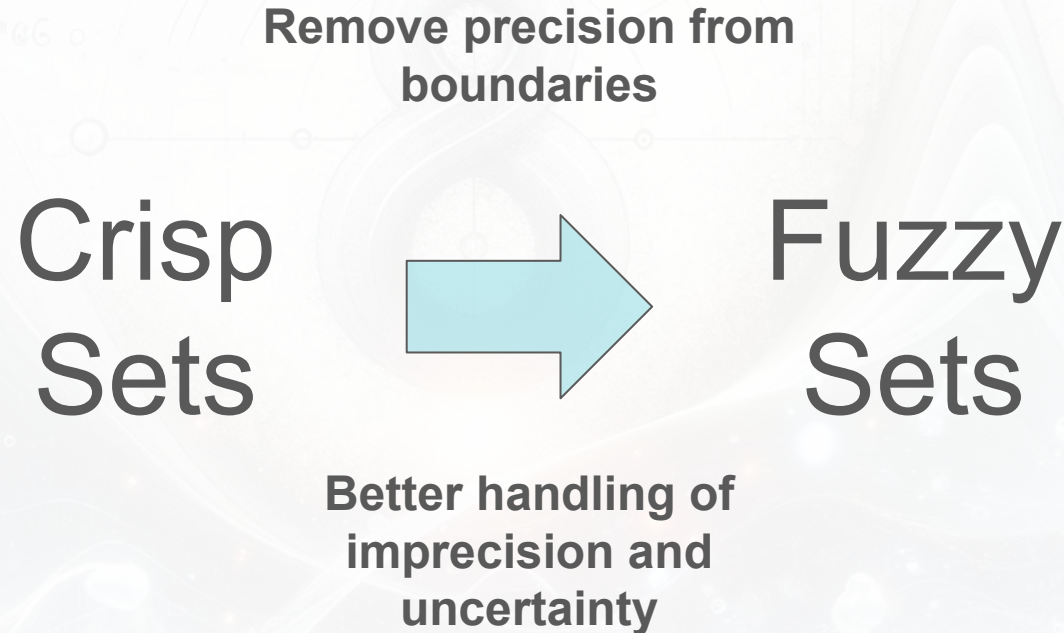 Remove precision from
boundaries
Crisp
Sets
Fuzzy
Sets
Better handling of
imprecision and
uncertainty